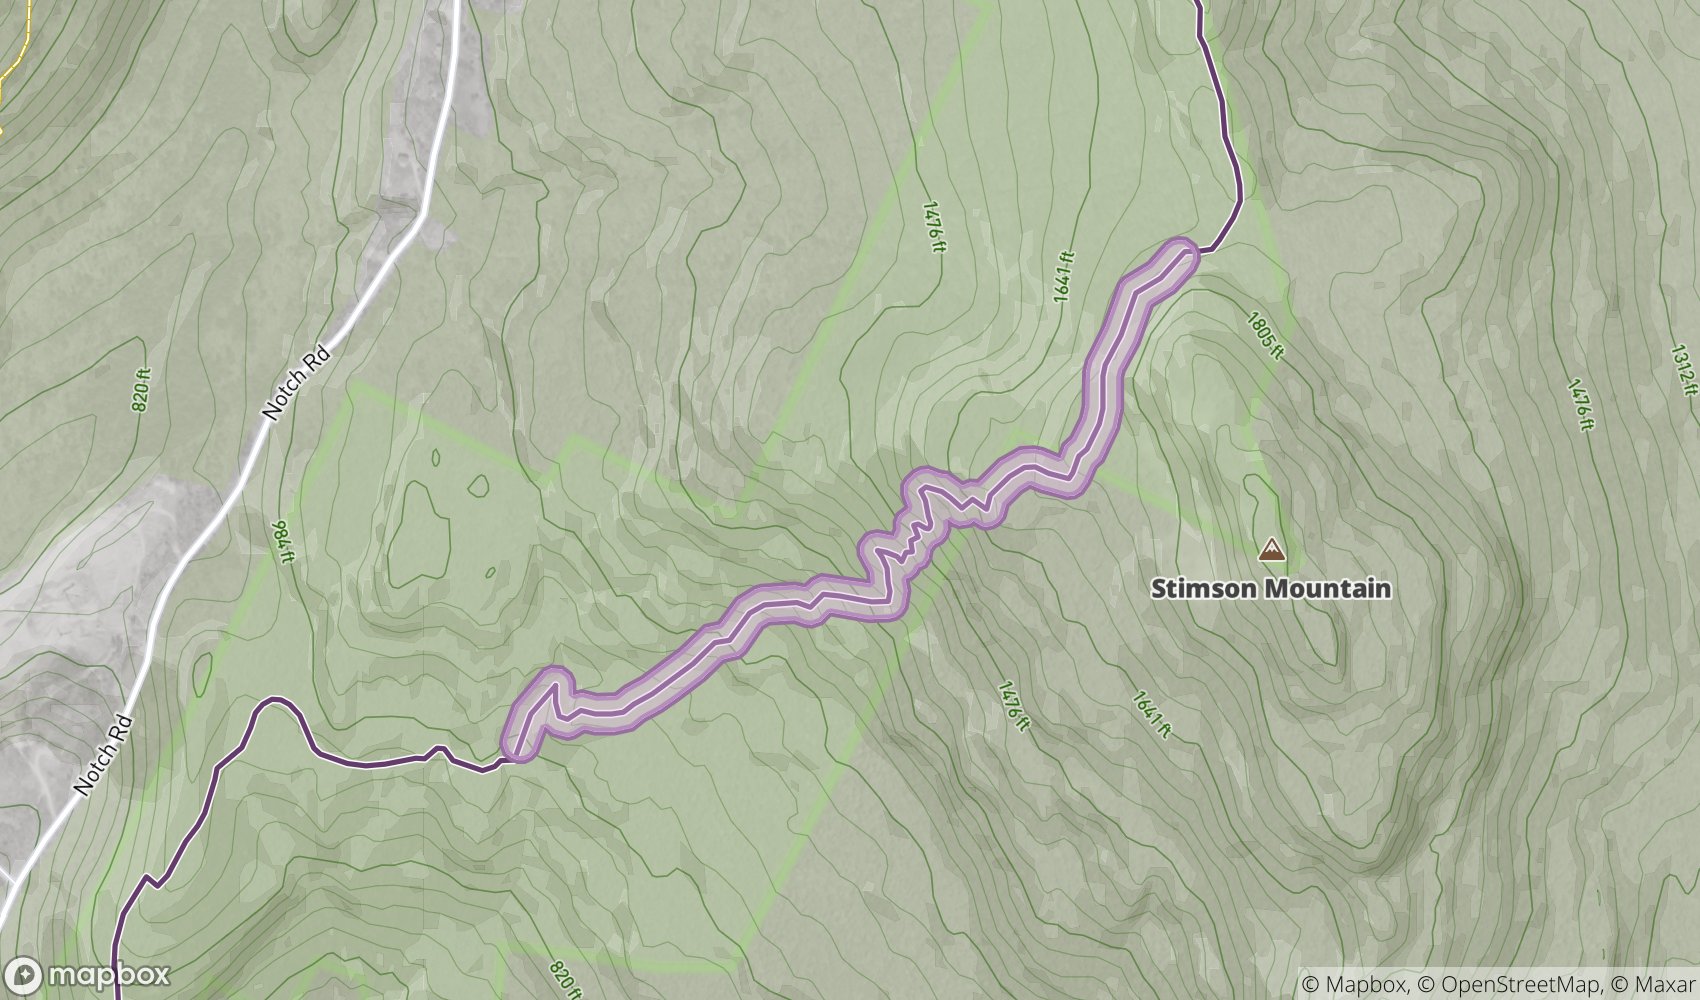 1476 ft
1641 ft
1805 ft
Notch Rd
820 ft
1312 ft
1476 ft
984 ft
Stimson Mountain
1476 ft
1641 ft
Notch Rd
820 ft
mapbox
© Mapbox, © OpenStreetMap, © Maxar